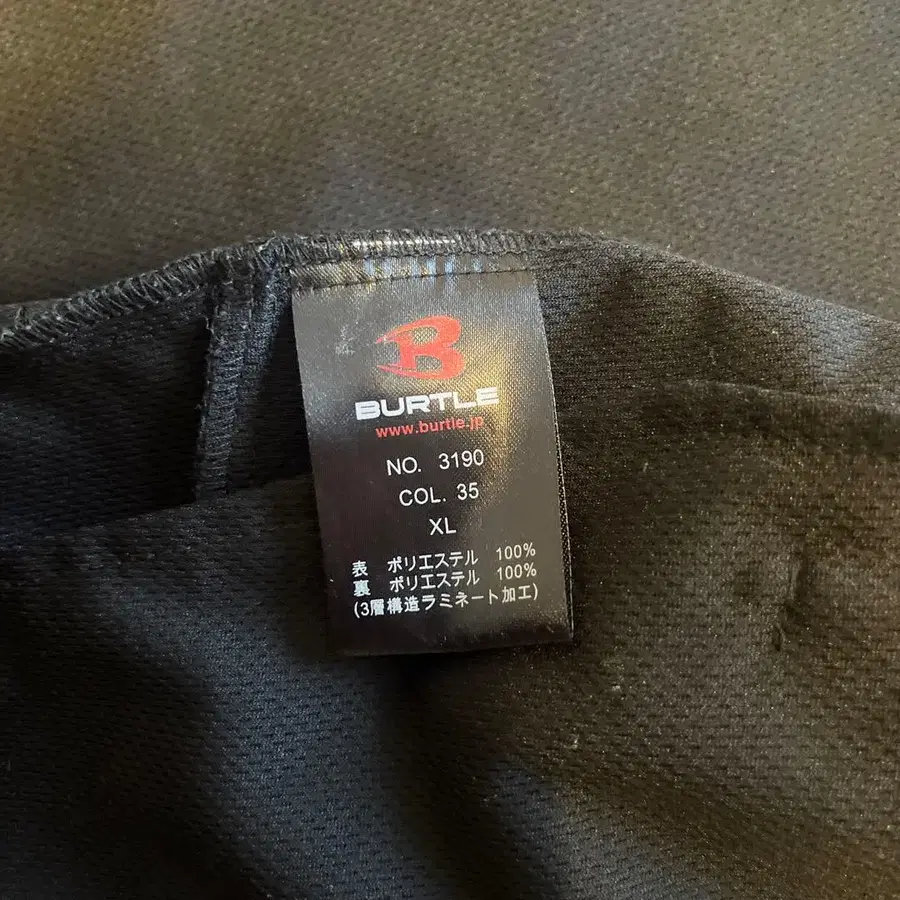 B
BURTLE
www.burtle.jp
NO. 3190
COL. 35
XL
表 ポリエステル 100%
裏 ポリエステル 100%
(3層構造ラミネート加工)